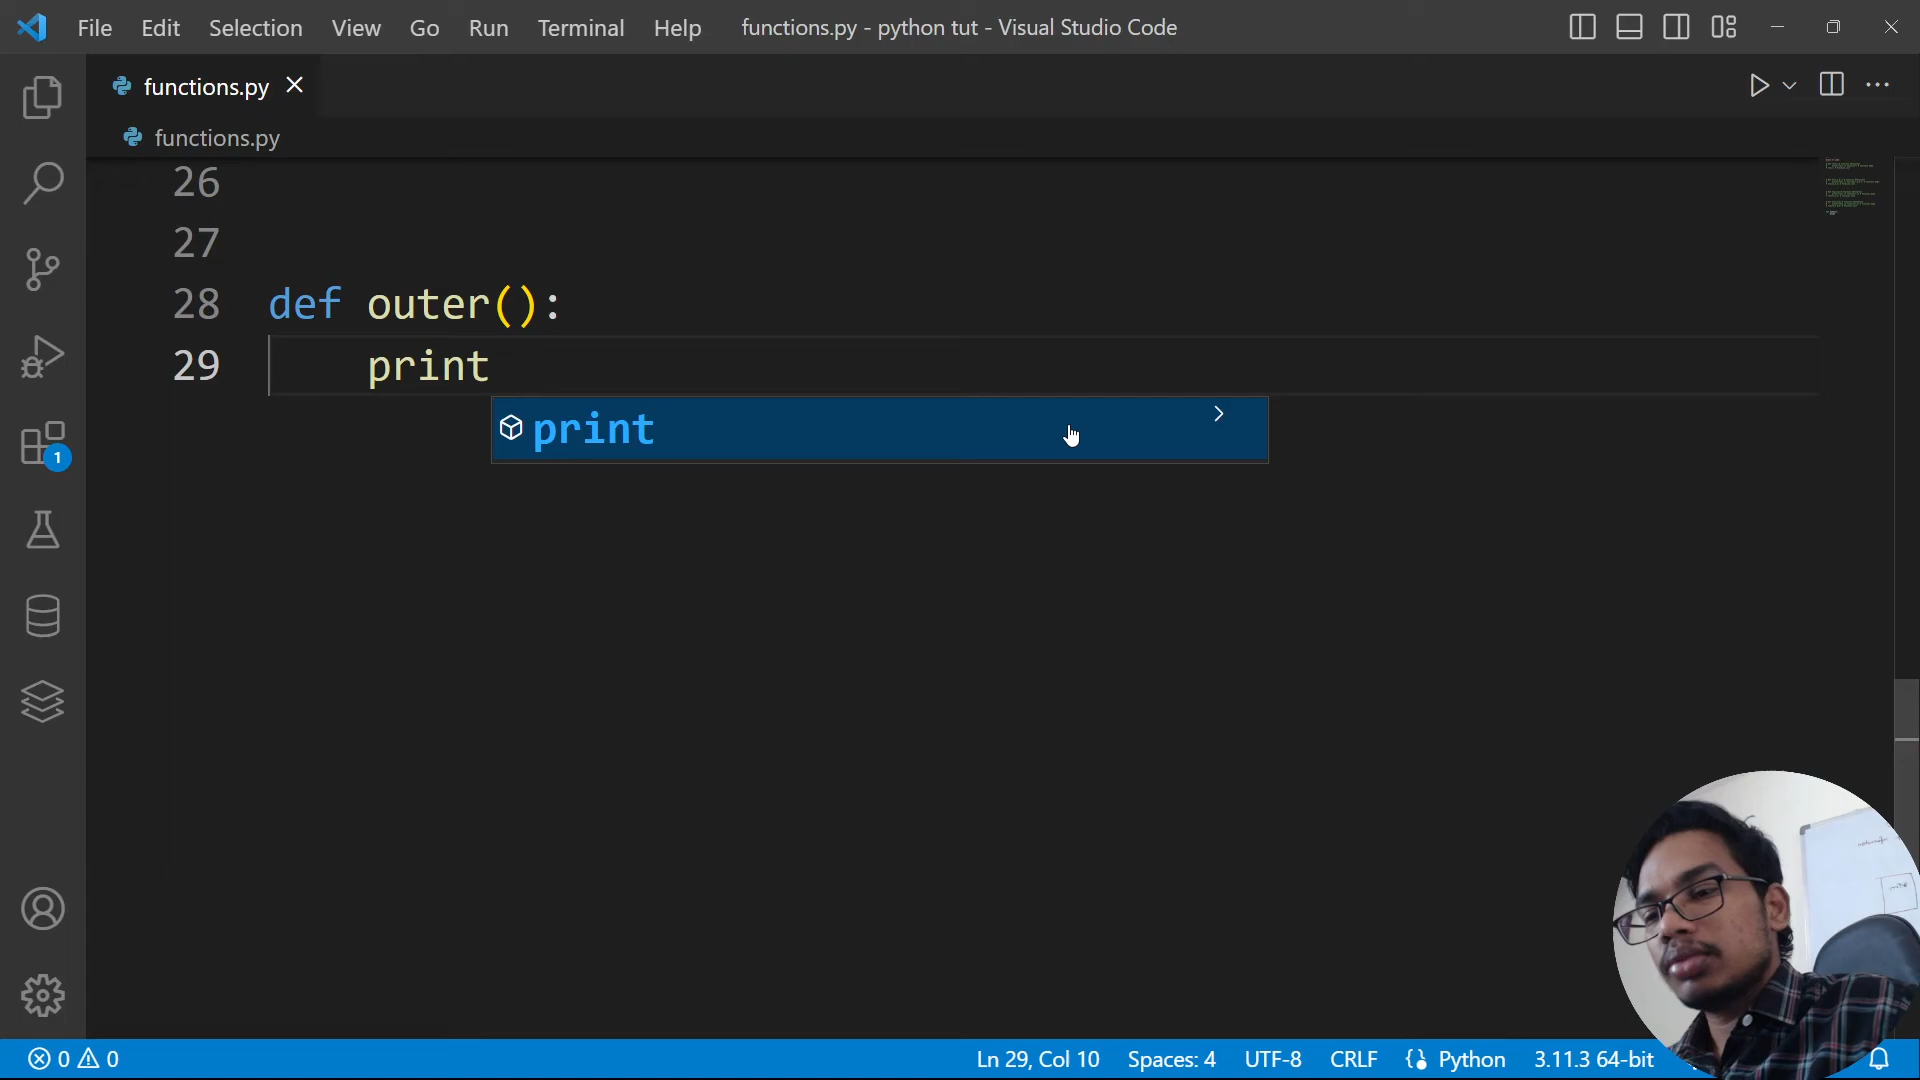 File Edit Selection View Go Run Terminal Help functions.py - python tut - Visual Studio Code
functions.py
functions.py
26
27
28 def outer():
29 print
print
1
0 0 Ln 29, Col 10 Spaces: 4 UTF-8 CRLF Python 3.11.3 64-bit